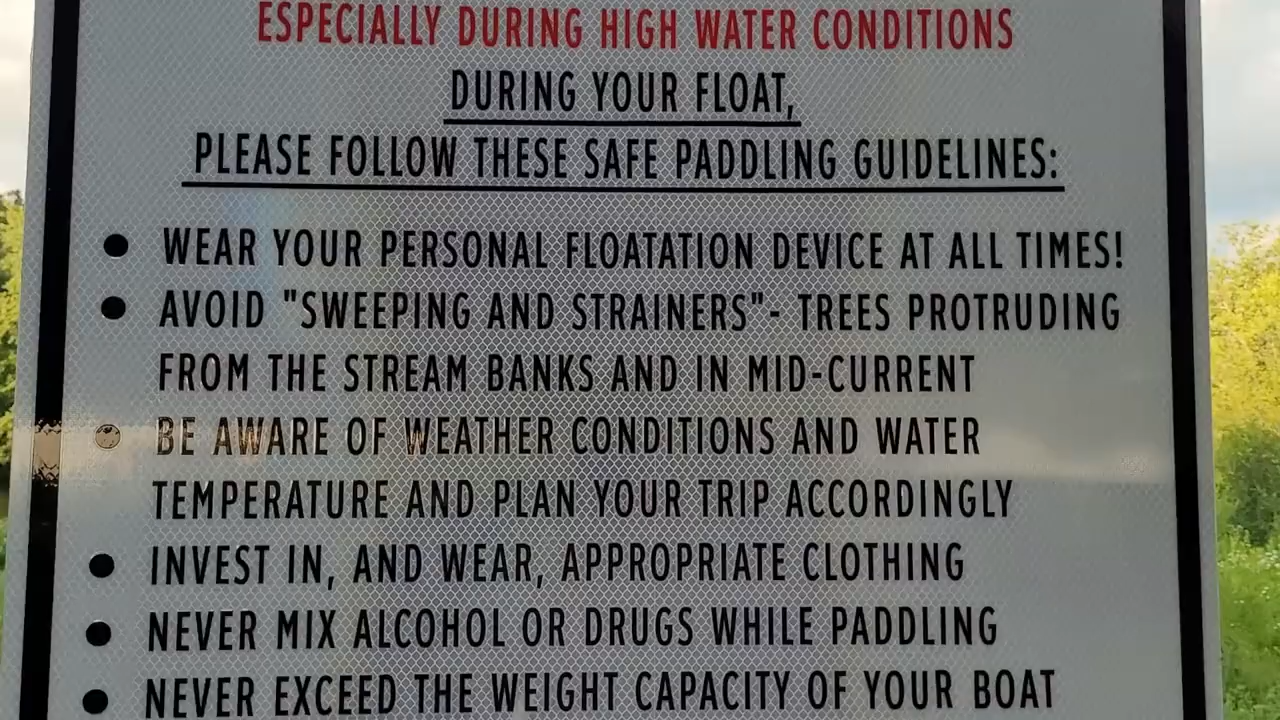 ESPECIALLY DURING HIGH WATER CONDITIONS
DURING YOUR FLOAT,
PLEASE FOLLOW THESE SAFE PADDLING GUIDELINES:
● WEAR YOUR PERSONAL FLOATATION DEVICE AT ALL TIMES!
● AVOID "SWEEPING AND STRAINERS"- TREES PROTRUDING
FROM THE STREAM BANKS AND IN MID-CURRENT
● BE AWARE OF WEATHER CONDITIONS AND WATER
TEMPERATURE AND PLAN YOUR TRIP ACCORDINGLY
● INVEST IN, AND WEAR, APPROPRIATE CLOTHING
● NEVER MIX ALCOHOL OR DRUGS WHILE PADDLING
● NEVER EXCEED THE WEIGHT CAPACITY OF YOUR BOAT